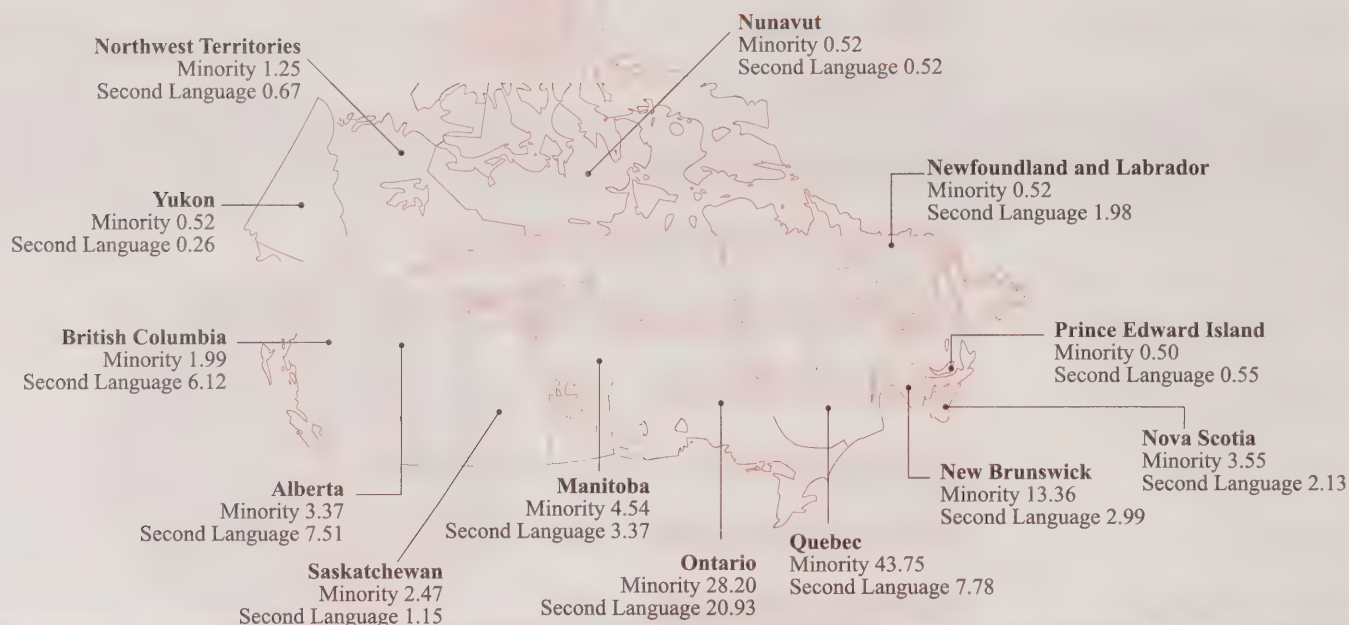 Nunavut
Minority 0.52
Second Language 0.52
Northwest Territories
Minority 1.25
Second Language 0.67
Newfoundland and Labrador
Minority 0.52
Second Language 1.98
Yukon
Minority 0.52
Second Language 0.26
British Columbia
Minority 1.99
Second Language 6.12
Prince Edward Island
Minority 0.50
Second Language 0.55
Nova Scotia
Minority 3.55
Second Language 2.13
New Brunswick
Minority 13.36
Second Language 2.99
Alberta
Minority 3.37
Second Language 7.51
Manitoba
Minority 4.54
Second Language 3.37
Quebec
Minority 43.75
Second Language 7.78
Ontario
Minority 28.20
Second Language 20.93
Saskatchewan
Minority 2.47
Second Language 1.15